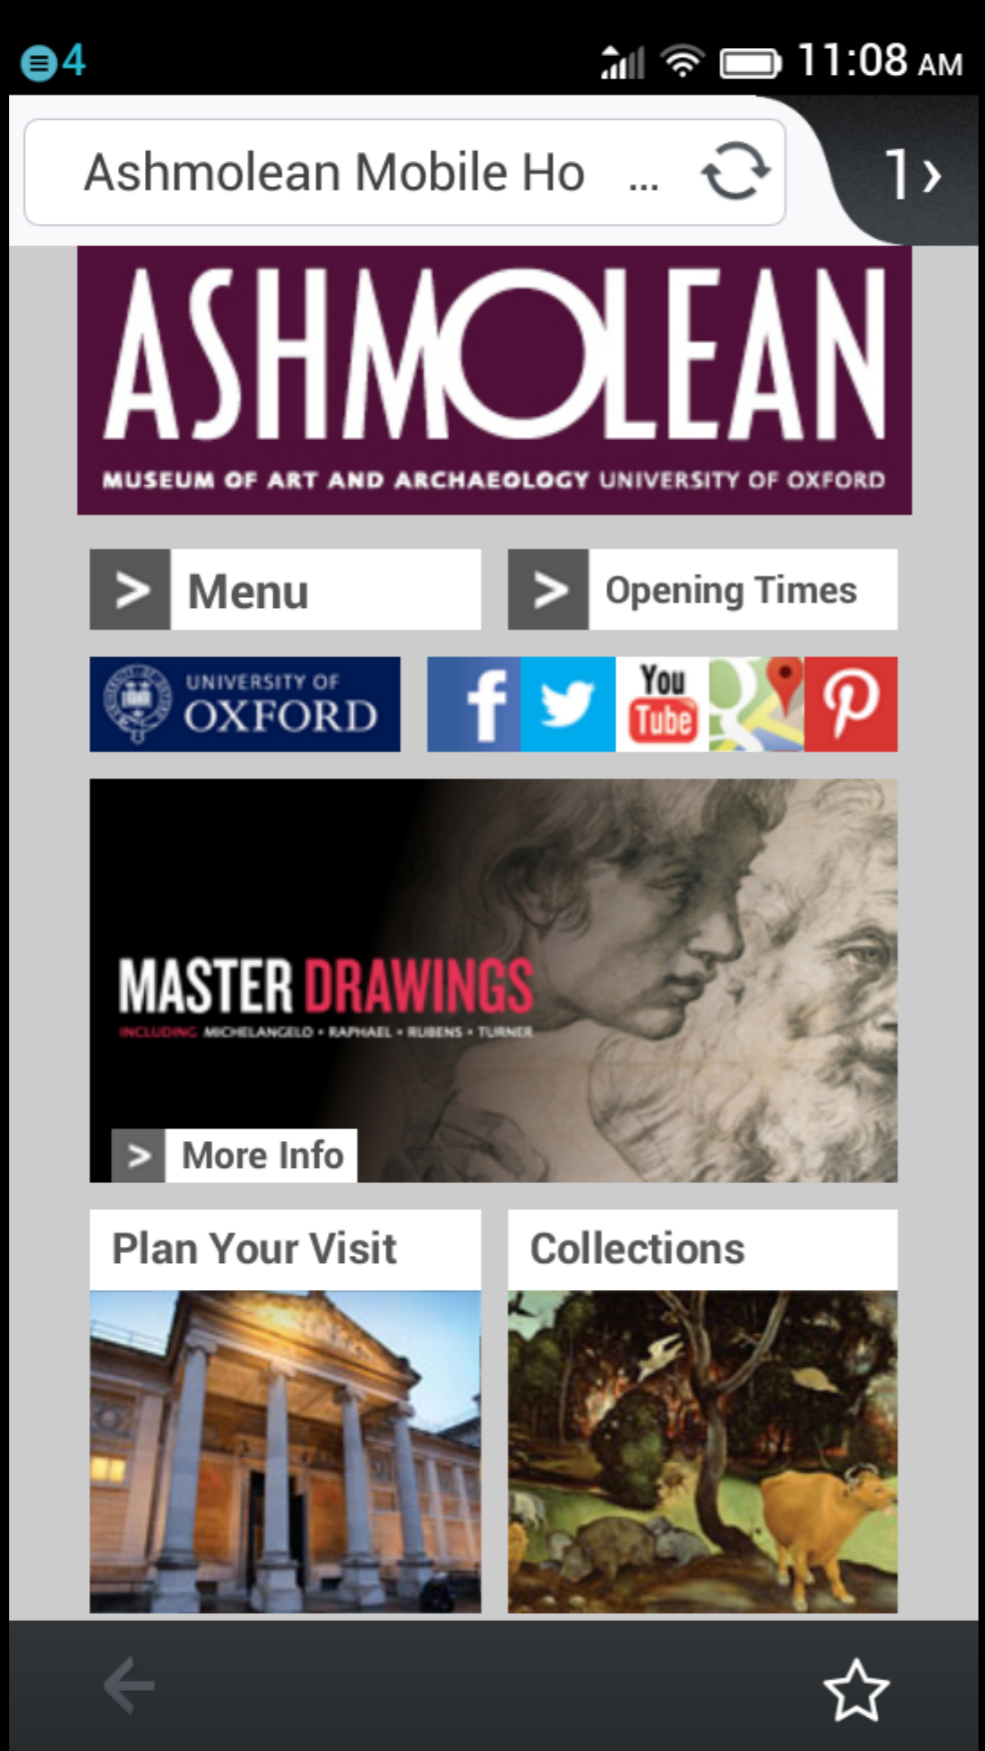 4 11:08 AM
Ashmolean Mobile Ho ... 1
ASHMOLEAN
MUSEUM OF ART AND ARCHAEOLOGY UNIVERSITY OF OXFORD
> Menu > Opening Times
UNIVERSITY OF
OXFORD
f You
Tube
MASTER DRAWINGS
INCLUDING MICHELANGELO • RAPHAEL • RUBENS • TURNER
> More Info
Plan Your Visit Collections